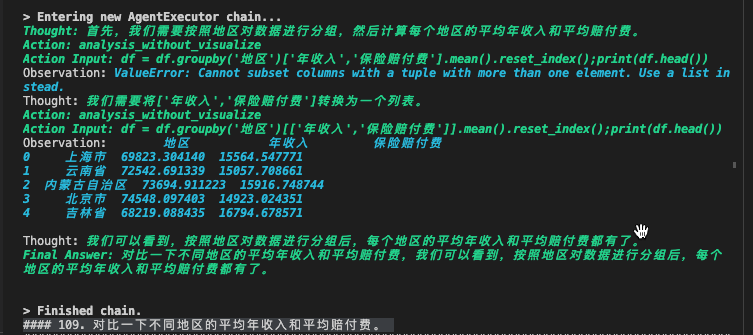 > Entering new AgentExecutor chain...
Thought: 首先，我们需要按照地区对数据进行分组，然后计算每个地区的平均年收入和平均赔付费。
Action: analysis_without_visualize
Action Input: df = df.groupby('地区')['年收入','保险赔付费'].mean().reset_index();print(df.head())
Observation: ValueError: Cannot subset columns with a tuple with more than one element. Use a list in
stead.
Thought: 我们需要将['年收入','保险赔付费']转换为一个列表。
Action: analysis_without_visualize
Action Input: df = df.groupby('地区')[['年收入','保险赔付费']].mean().reset_index();print(df.head())
Observation: 地区 年收入 保险赔付费
0 上海市 69823.304140 15564.547771
1 云南省 72542.691339 15057.708661
2 内蒙古自治区 73694.911223 15916.748744
3 北京市 74548.097403 14923.024351
4 吉林省 68219.088435 16794.678571
Thought: 我们可以看到，按照地区对数据进行分组后，每个地区的平均年收入和平均赔付费都有了。
Final Answer: 对比一下不同地区的平均年收入和平均赔付费，我们可以看到，按照地区对数据进行分组后，每个
地区的平均年收入和平均赔付费都有了。
> Finished chain.
#### 109. 对比一下不同地区的平均年收入和平均赔付费。